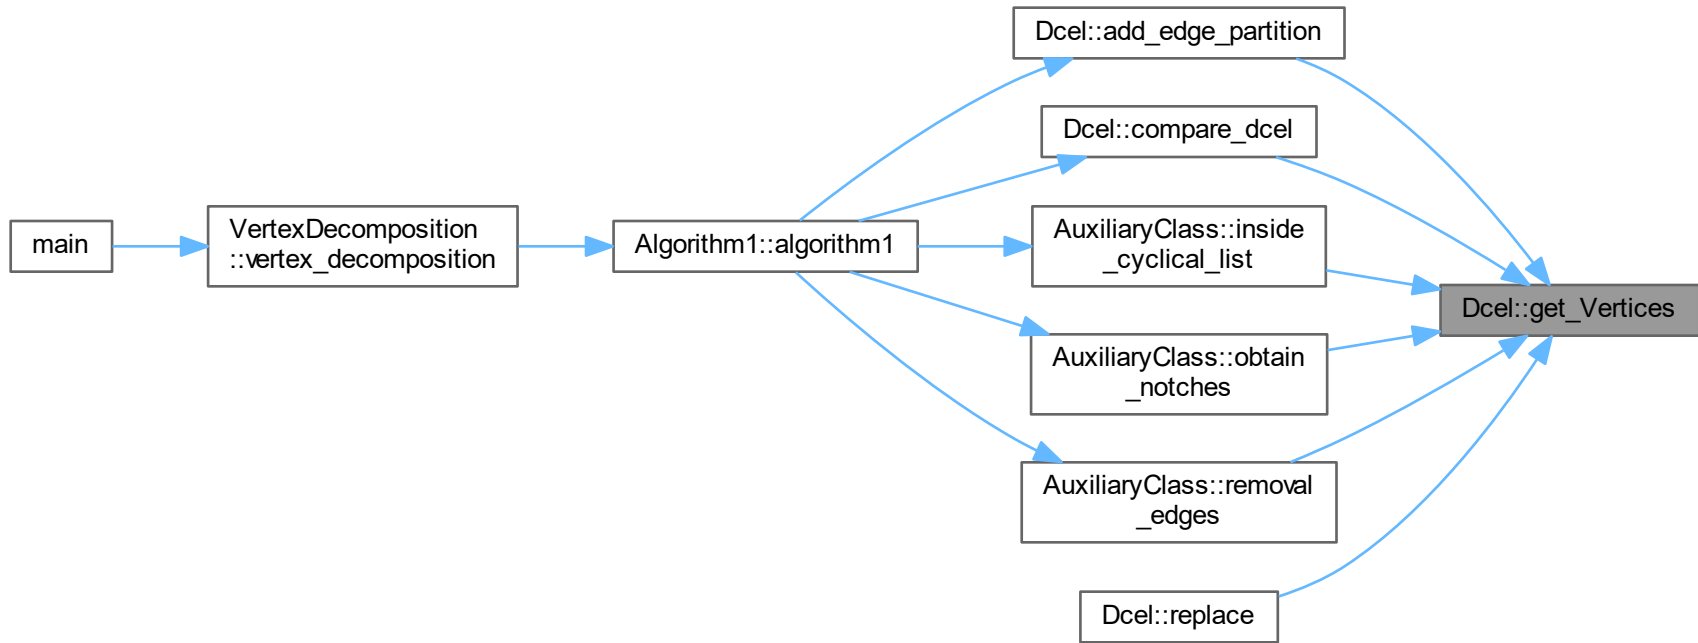 main
VertexDecomposition
::vertex_decomposition
Algorithm1::algorithm1
Dcel::add_edge_partition
Dcel::compare_dcel
AuxiliaryClass::inside
_cyclical_list
AuxiliaryClass::obtain
_notches
AuxiliaryClass::removal
_edges
Dcel::replace
Dcel::get_Vertices